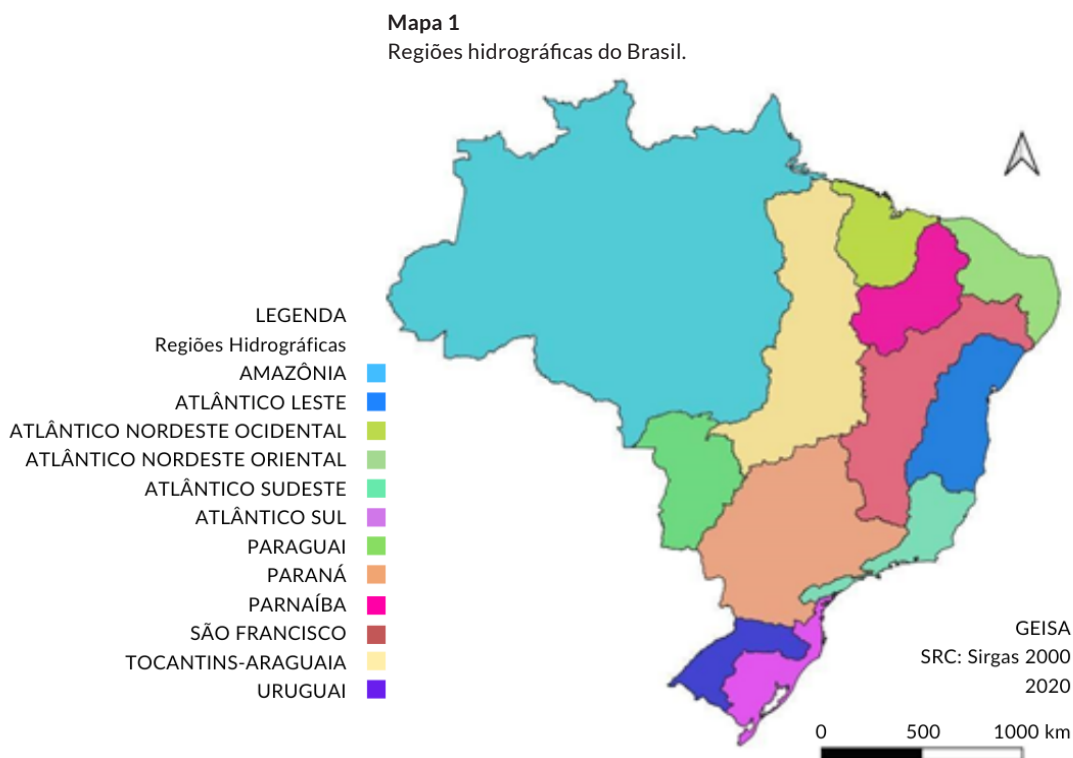 Mapa 1
Regiões hidrográficas do Brasil.
LEGENDA
Regiões Hidrográficas
AMAZÔNIA
ATLÂNTICO LESTE
ATLÂNTICO NORDESTE OCIDENTAL
ATLÂNTICO NORDESTE ORIENTAL
ATLÂNTICO SUDESTE
ATLÂNTICO SUL
PARAGUAI
PARANÁ
PARNAÍBA
SÃO FRANCISCO
TOCANTINS-ARAGUAIA
URUGUAI
GEISA
SRC: Sirgas 2000
2020
0 500 1000 km